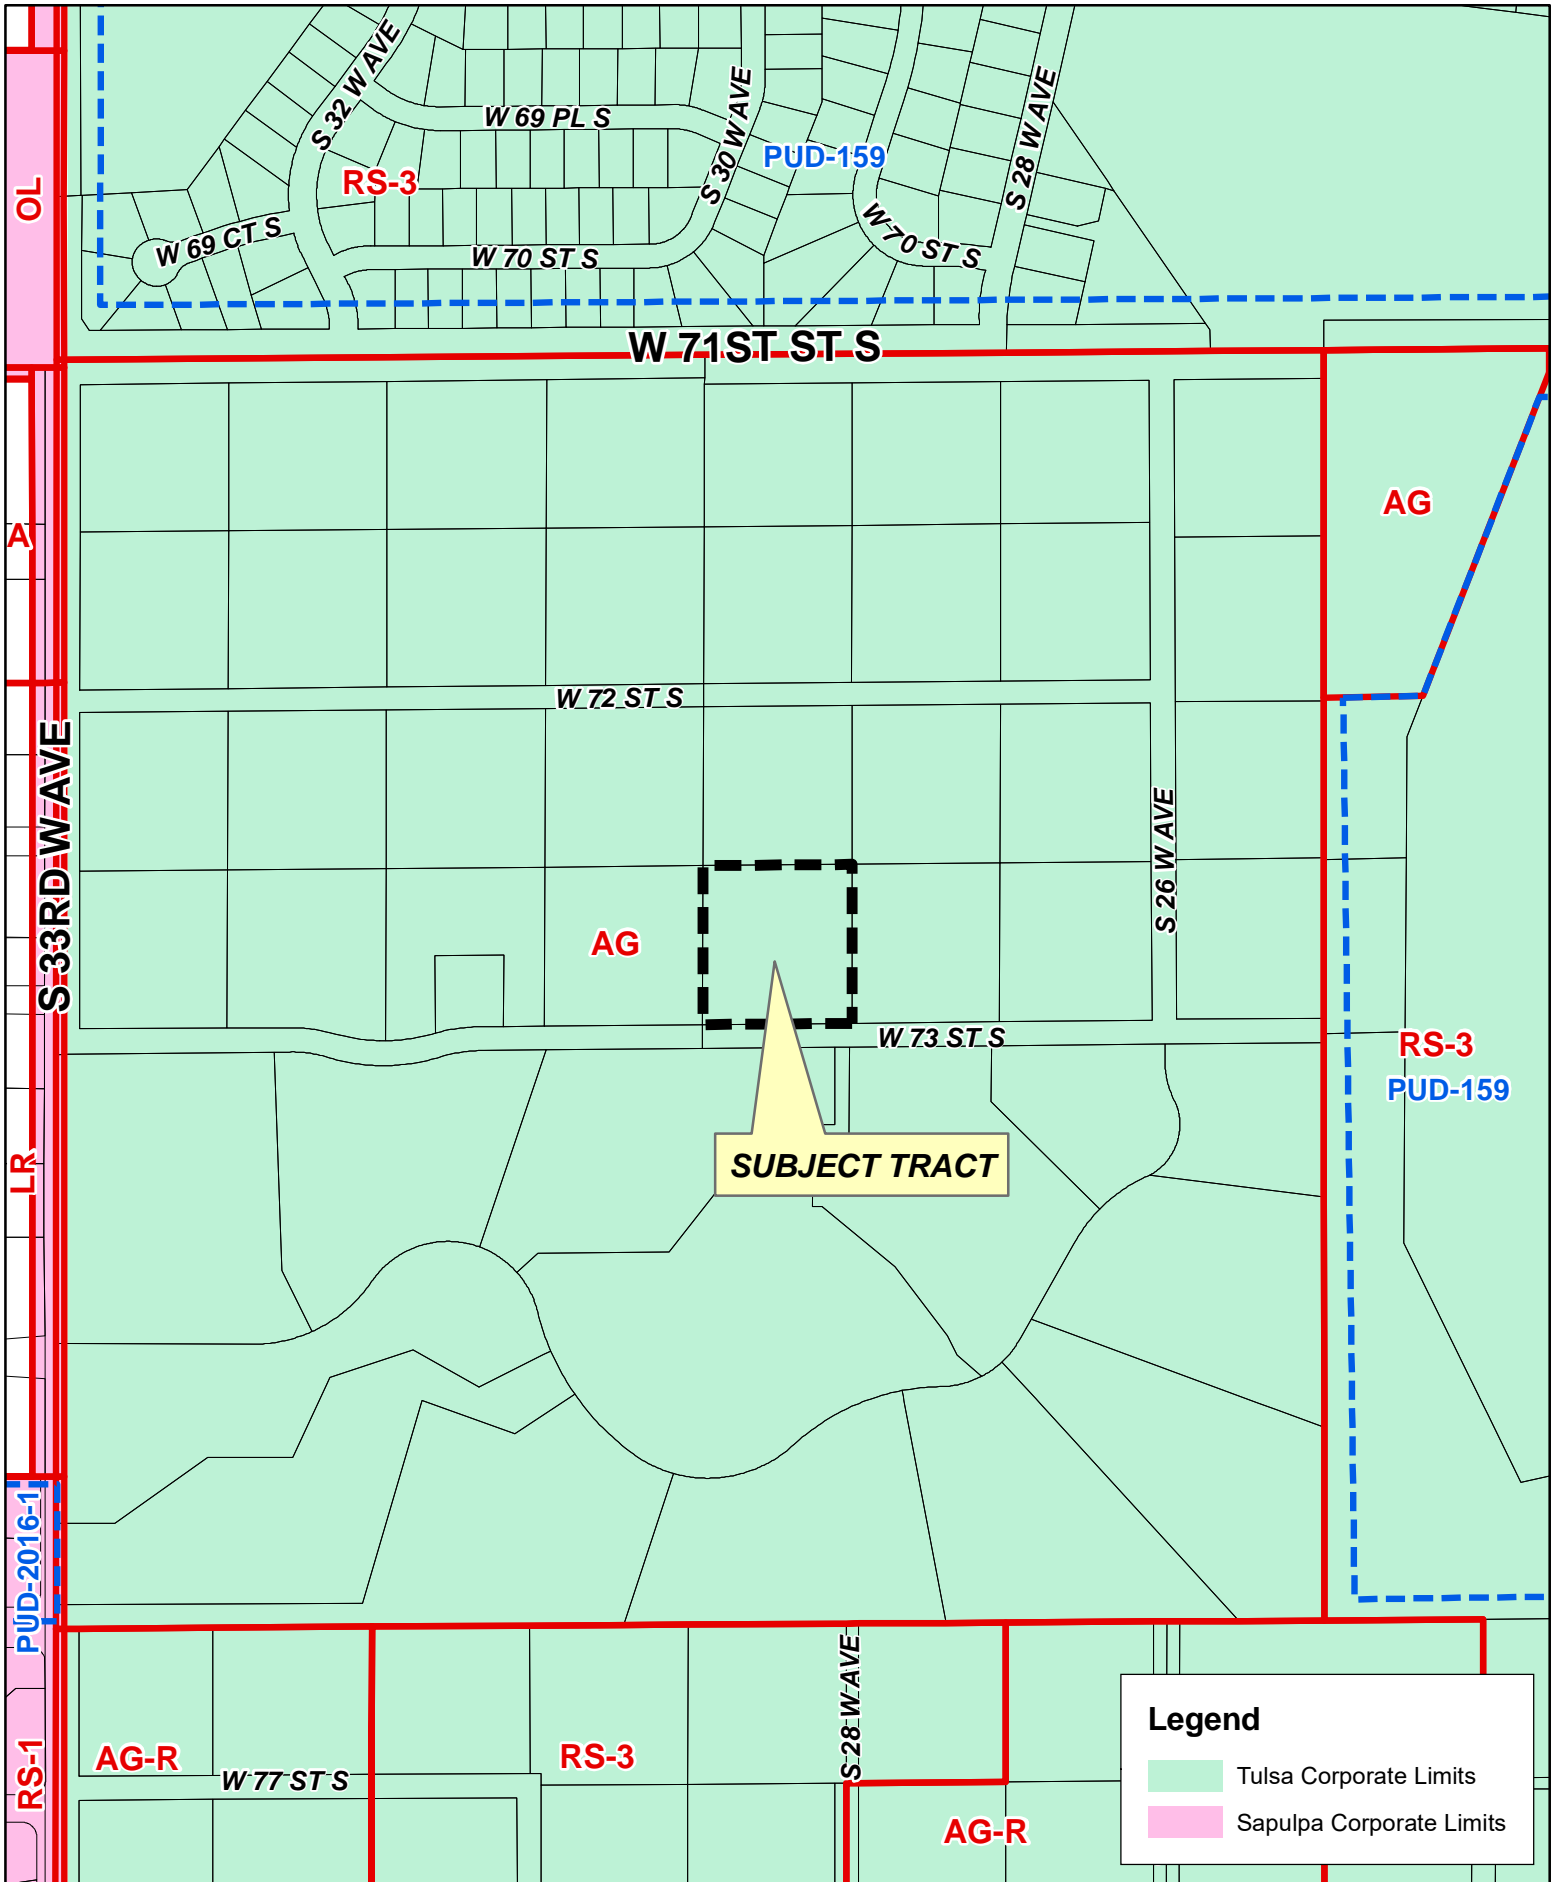 S 32 W AVE
W 69 PL S
S 30 W AVE
PUD-159
S 28 W AVE
RS-3
OL
W 69 CT S
W 70 ST S
W 70 ST S
W 71ST ST S
AG
A
W 72 ST S
S 33RD W AVE
S 26 W AVE
AG
W 73 ST S
RS-3
PUD-159
LR
SUBJECT TRACT
PUD-2016-1
S 28 W AVE
RS-1
AG-R
RS-3
W 77 ST S
AG-R
Legend
Tulsa Corporate Limits
Sapulpa Corporate Limits